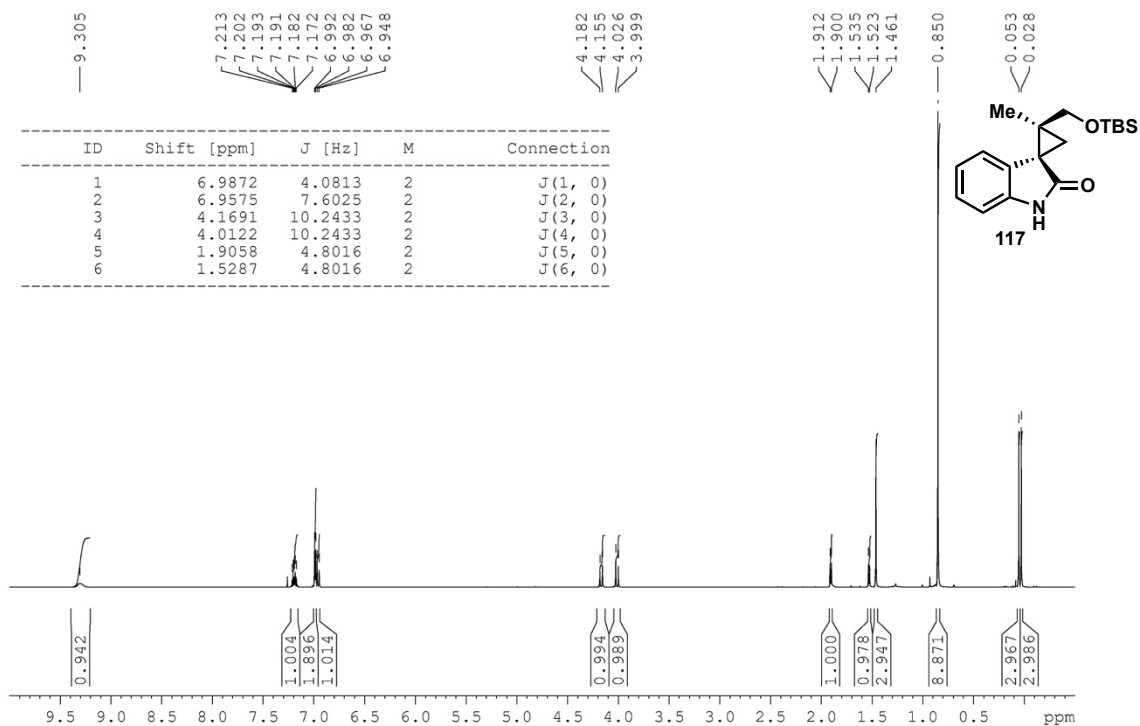 9.305
7.213
7.202
7.193
7.191
7.182
7.172
6.992
6.982
6.967
6.948
4.182
4.155
4.026
3.999
1.912
1.900
1.535
1.523
1.461
0.850
0.053
0.028
Me
OTBS
O
N
H
117
ID Shift [ppm] J [Hz] M Connection
1 6.9872 4.0813 2 J(1, 0)
2 6.9575 7.6025 2 J(2, 0)
3 4.1691 10.2433 2 J(3, 0)
4 4.0122 10.2433 2 J(4, 0)
5 1.9058 4.8016 2 J(5, 0)
6 1.5287 4.8016 2 J(6, 0)
0.942
1.004
1.896
1.014
0.994
0.989
1.000
0.978
2.947
8.871
2.967
2.986
9.5 9.0 8.5 8.0 7.5 7.0 6.5 6.0 5.5 5.0 4.5 4.0 3.5 3.0 2.5 2.0 1.5 1.0 0.5 ppm